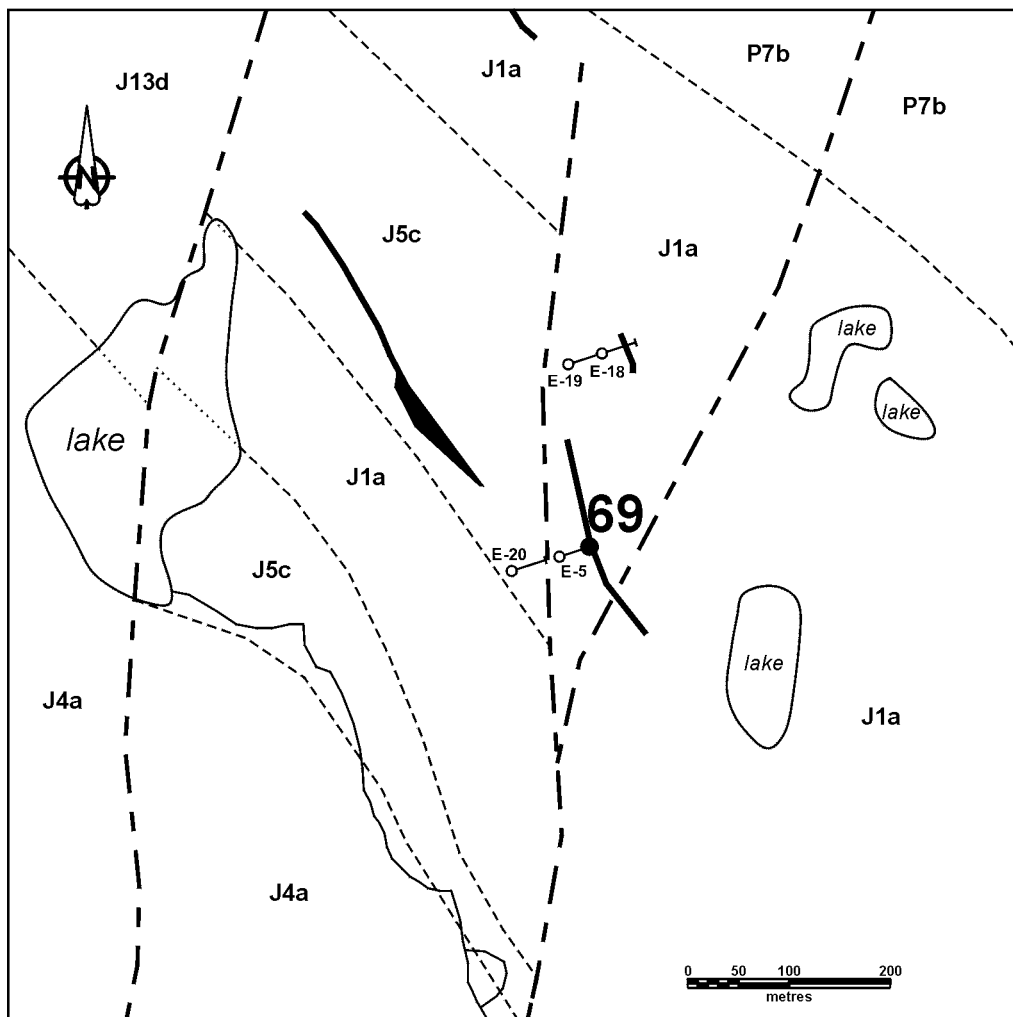 P7b
J1a
J13d
P7b
N
J5c
J1a
lake
E-19
E-18
lake
lake
J1a
69
E-20
E-5
J5c
lake
J4a
J1a
J4a
0 50 100 200
metres